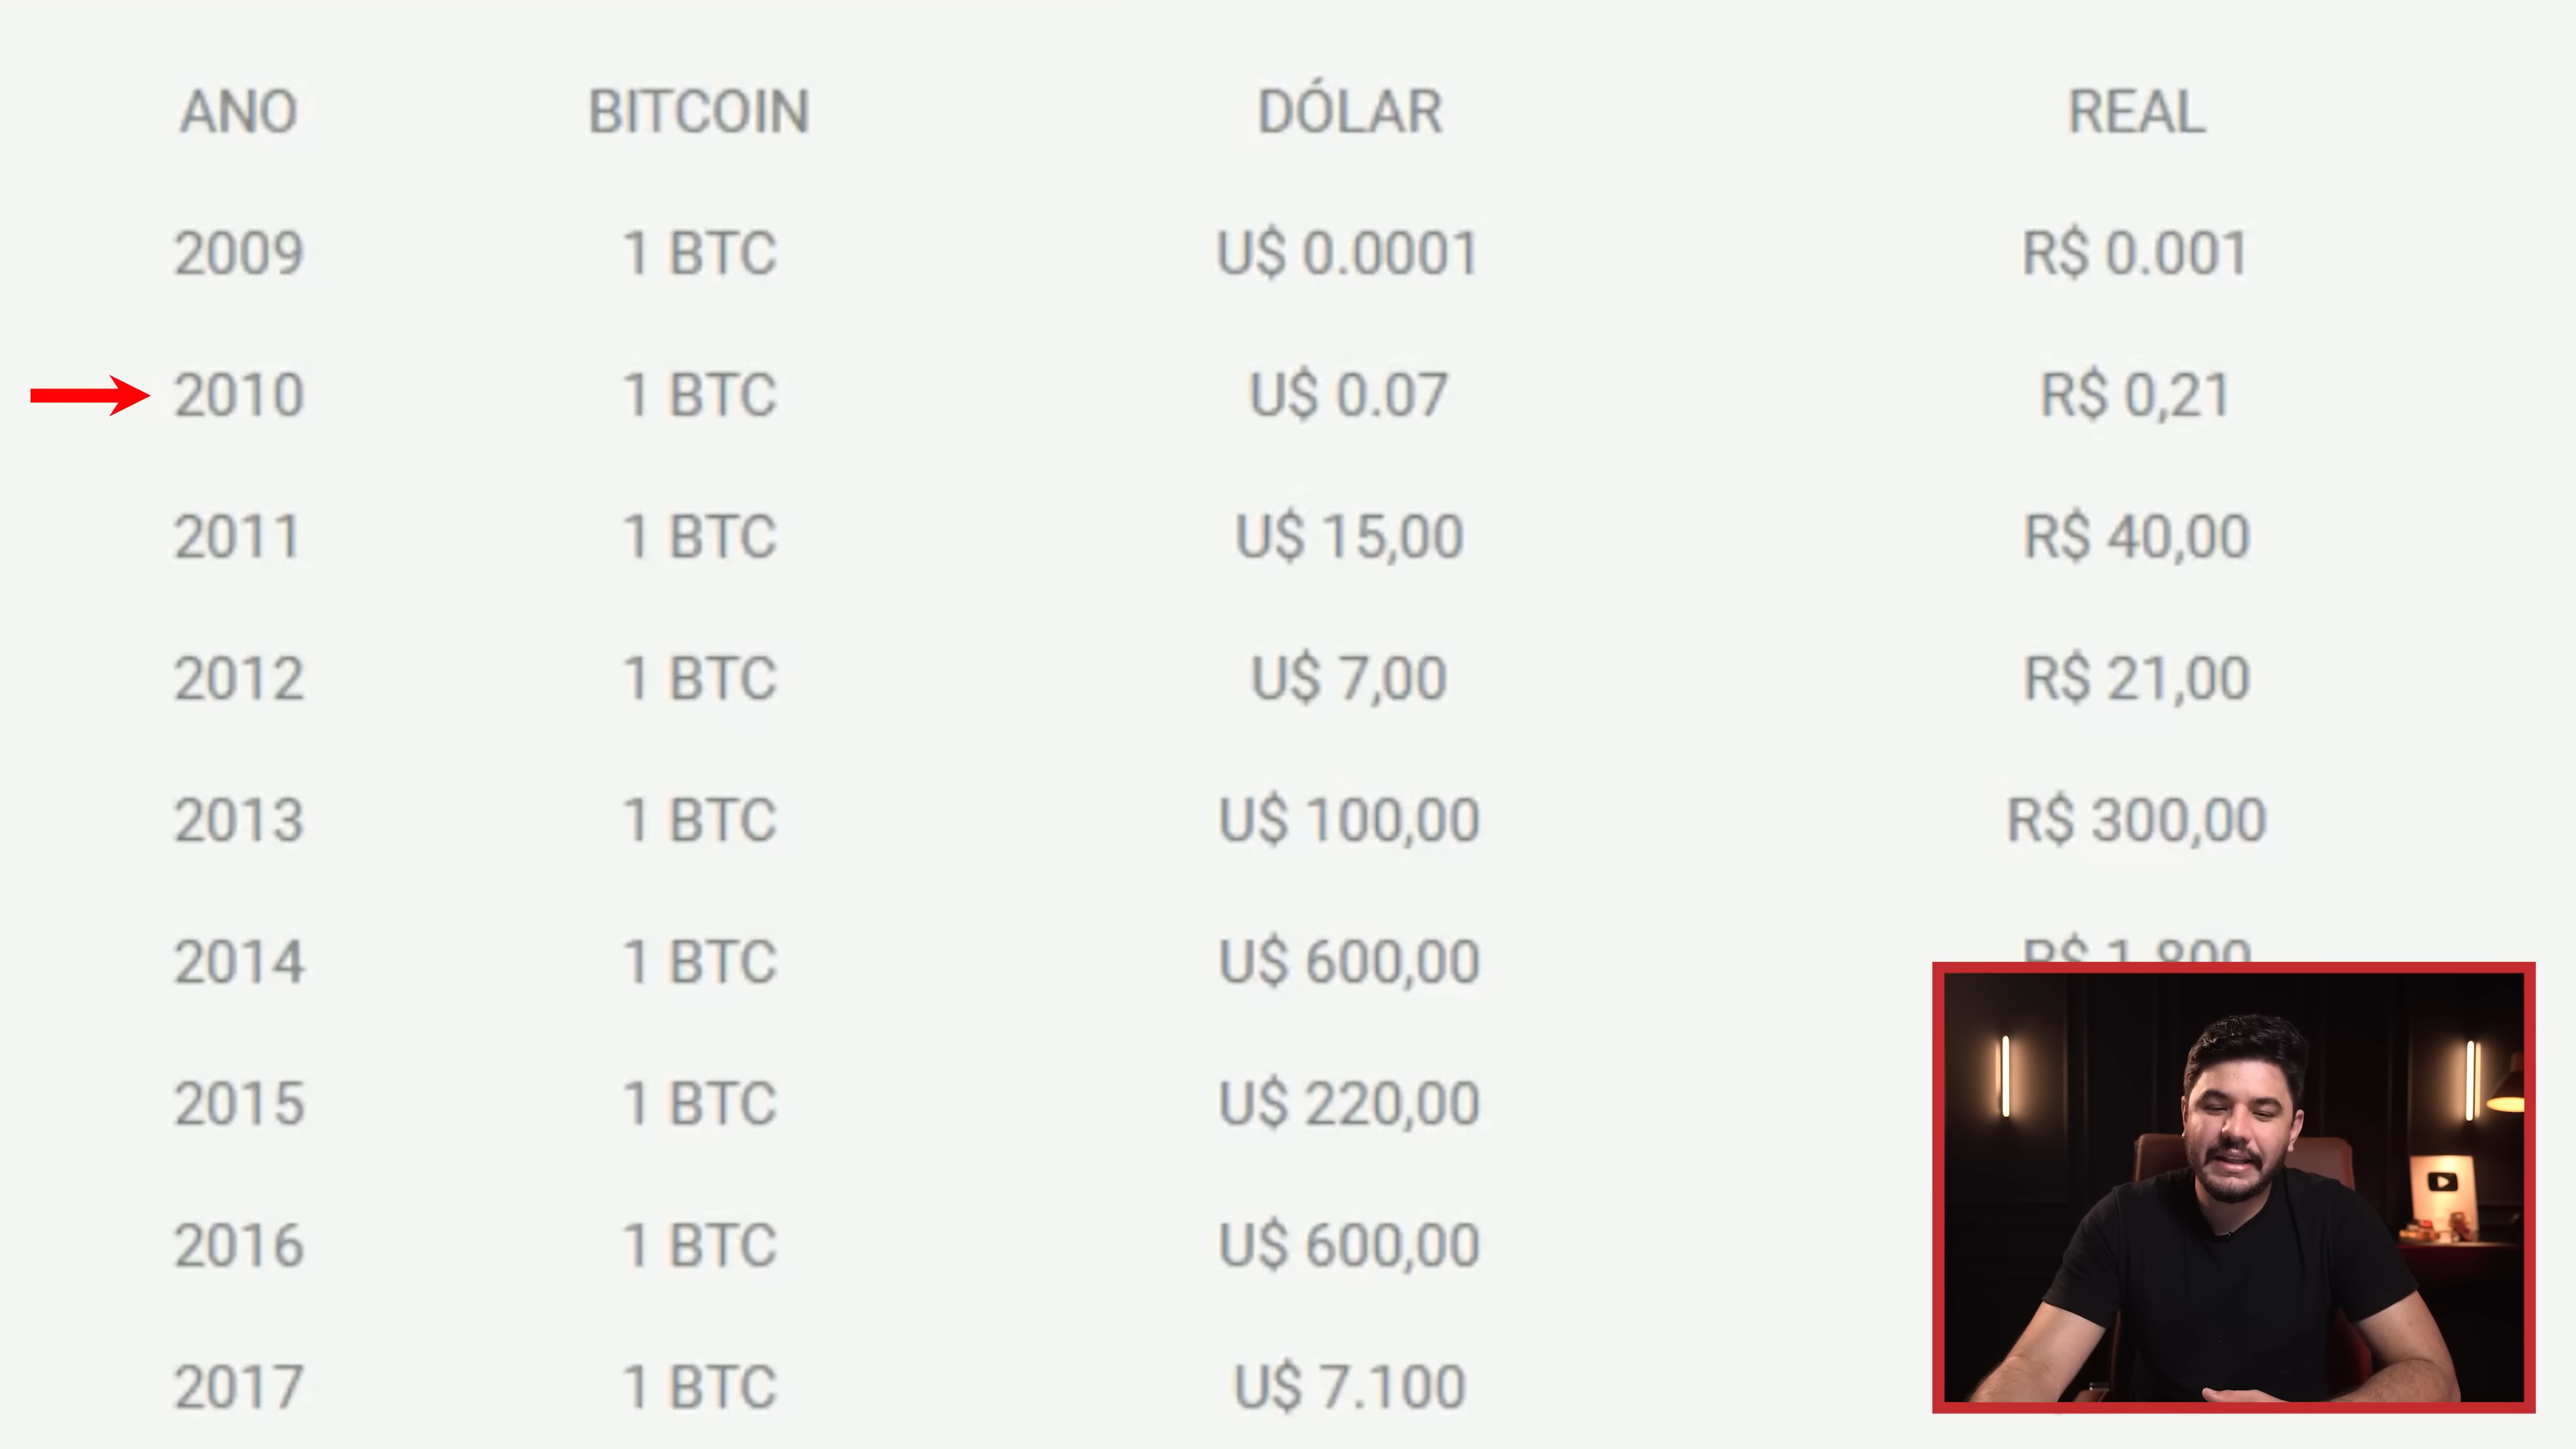 ANO BITCOIN DÓLAR REAL
2009 1 BTC U$ 0.0001 R$ 0.001
2010 1 BTC U$ 0.07 R$ 0,21
2011 1 BTC U$ 15,00 R$ 40,00
2012 1 BTC U$ 7,00 R$ 21,00
2013 1 BTC U$ 100,00 R$ 300,00
2014 1 BTC U$ 600,00 R$ 1.800
2015 1 BTC U$ 220,00
2016 1 BTC U$ 600,00
2017 1 BTC U$ 7.100